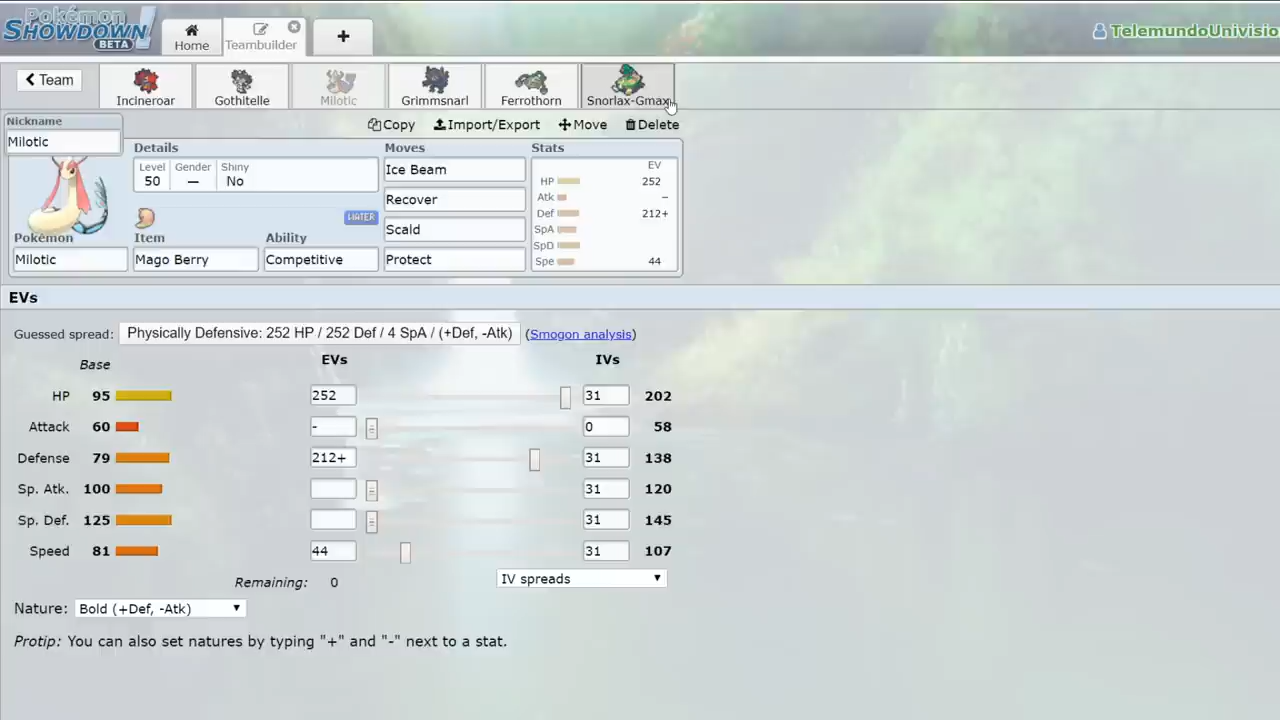 Pokémon
SHOWDOWN!
BETA
Home
Teambuilder
+
TelemundoUnivisio
Team
Incineroar
Gothitelle
Milotic
Grimmsnarl
Ferrothorn
Snorlax-Gmax
Copy
Import/Export
Move
Delete
Nickname
Milotic
Details
Level
50
Gender
—
Shiny
No
WATER
Pokémon
Milotic
Item
Mago Berry
Ability
Competitive
Moves
Ice Beam
Recover
Scald
Protect
Stats
EV
HP 252
Atk –
Def 212+
SpA
SpD
Spe 44
EVs
Guessed spread: Physically Defensive: 252 HP / 252 Def / 4 SpA / (+Def, -Atk) (Smogon analysis)
Base EVs IVs
HP 95 252 31 202
Attack 60 - 0 58
Defense 79 212+ 31 138
Sp. Atk. 100 31 120
Sp. Def. 125 31 145
Speed 81 44 31 107
Remaining: 0 IV spreads
Nature: Bold (+Def, -Atk)
Protip: You can also set natures by typing "+" and "-" next to a stat.